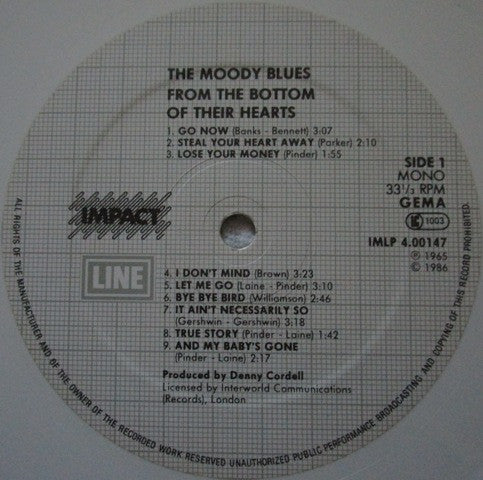 THE MOODY BLUES
FROM THE BOTTOM
OF THEIR HEARTS
1. GO NOW (Banks - Bennett) 3:07
2. STEAL YOUR HEART AWAY (Parker) 2:10
3. LOSE YOUR MONEY (Pinder) 1:55
SIDE 1
MONO
33 1/3 RPM
GEMA
K 1003
IMLP 4.00147
℗ 1965
© 1986
IMPACT
LINE
4. I DON'T MIND (Brown) 3:23
5. LET ME GO (Laine - Pinder) 3:10
6. BYE BYE BIRD (Williamson) 2:46
7. IT AIN'T NECESSARILY SO
(Gershwin - Gershwin) 3:18
8. TRUE STORY (Pinder - Laine) 1:42
9. AND MY BABY'S GONE
(Pinder - Laine) 2:17
Produced by Denny Cordell
Licensed by Interworld Communications
(Records), London
ALL RIGHTS OF THE MANUFACTURER AND OF THE OWNER OF THE RECORDED WORK RESERVED UNAUTHORIZED PUBLIC PERFORMANCE BROADCASTING AND COPYING OF THIS RECORD PROHIBITED.